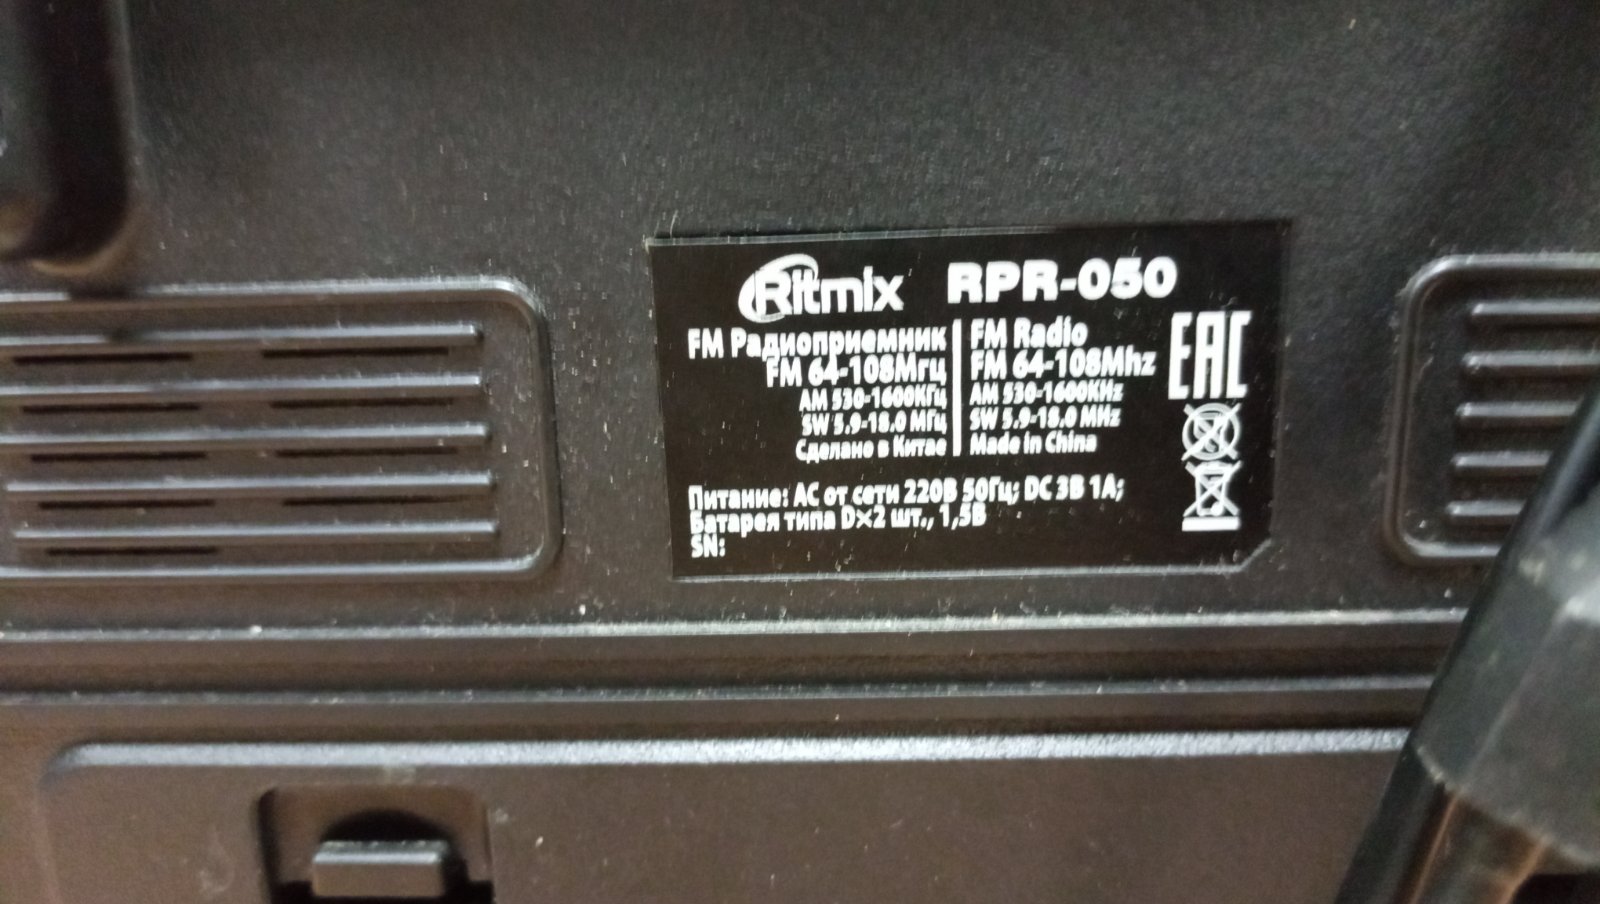 Ritmix RPR-050
FM Радиоприемник
FM 64-108Мгц
AM 530-1600КГц
SW 5.9-18.0 МГц
Сделано в Китае
FM Radio
FM 64-108Mhz
AM 530-1600KHz
SW 5.9-18.0 MHz
Made in China
EAC
Питание: AC от сети 220В 50Гц; DC 3В 1А;
Батарея типа D×2 шт., 1,5В
SN: